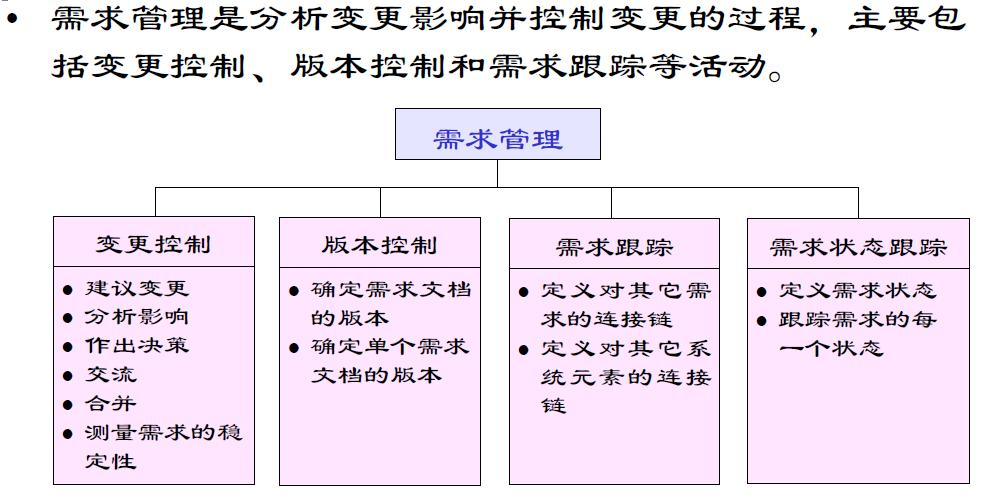 • 需求管理是分析变更影响并控制变更的过程，主要包
括变更控制、版本控制和需求跟踪等活动。
需求管理
变更控制
● 建议变更
● 分析影响
● 作出决策
● 交流
● 合并
● 测量需求的稳
定性
版本控制
● 确定需求文档
的版本
● 确定单个需求
文档的版本
需求跟踪
● 定义对其它需
求的连接链
● 定义对其它系
统元素的连接
链
需求状态跟踪
● 定义需求状态
● 跟踪需求的每
一个状态